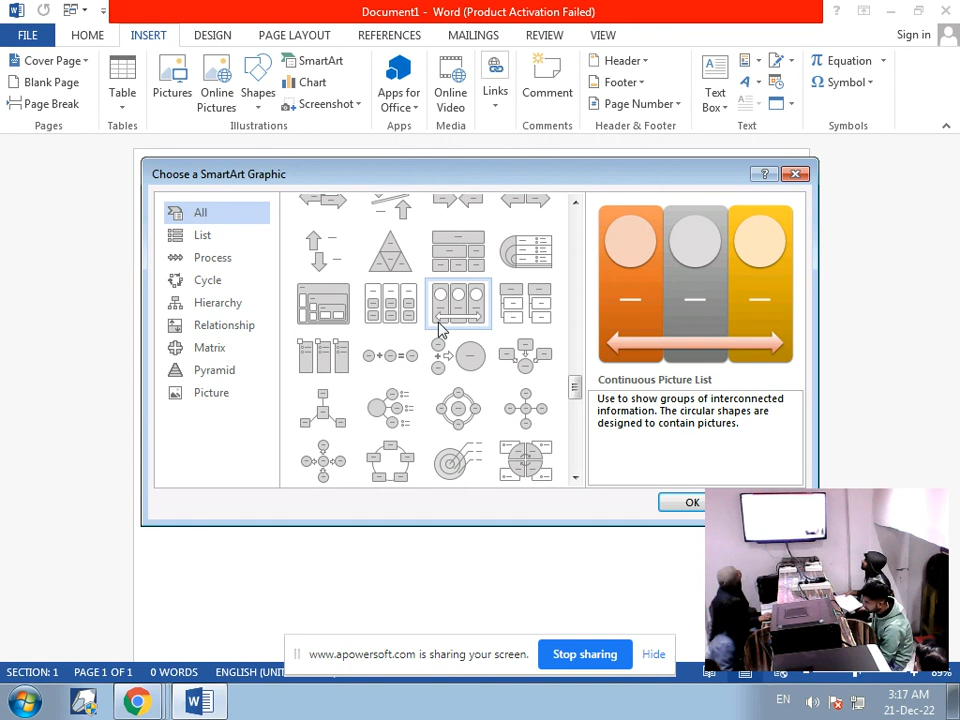 Document1 - Word (Product Activation Failed)
Sign in
FILE HOME INSERT DESIGN PAGE LAYOUT REFERENCES MAILINGS REVIEW VIEW
Cover Page
Blank Page
Page Break
Pages
Table
Tables
Pictures
Online Pictures
Shapes
SmartArt
Chart
Screenshot
Illustrations
Apps for Office
Apps
Online Video
Media
Links
Comment
Comments
Header
Footer
Page Number
Header & Footer
Text Box
Text
Equation
Symbol
Symbols
Choose a SmartArt Graphic
All
List
Process
Cycle
Hierarchy
Relationship
Matrix
Pyramid
Picture
Continuous Picture List
Use to show groups of interconnected
information. The circular shapes are
designed to contain pictures.
OK
www.apowersoft.com is sharing your screen.
Stop sharing
Hide
SECTION: 1 PAGE 1 OF 1 0 WORDS
EN
3:17 AM
21-Dec-22